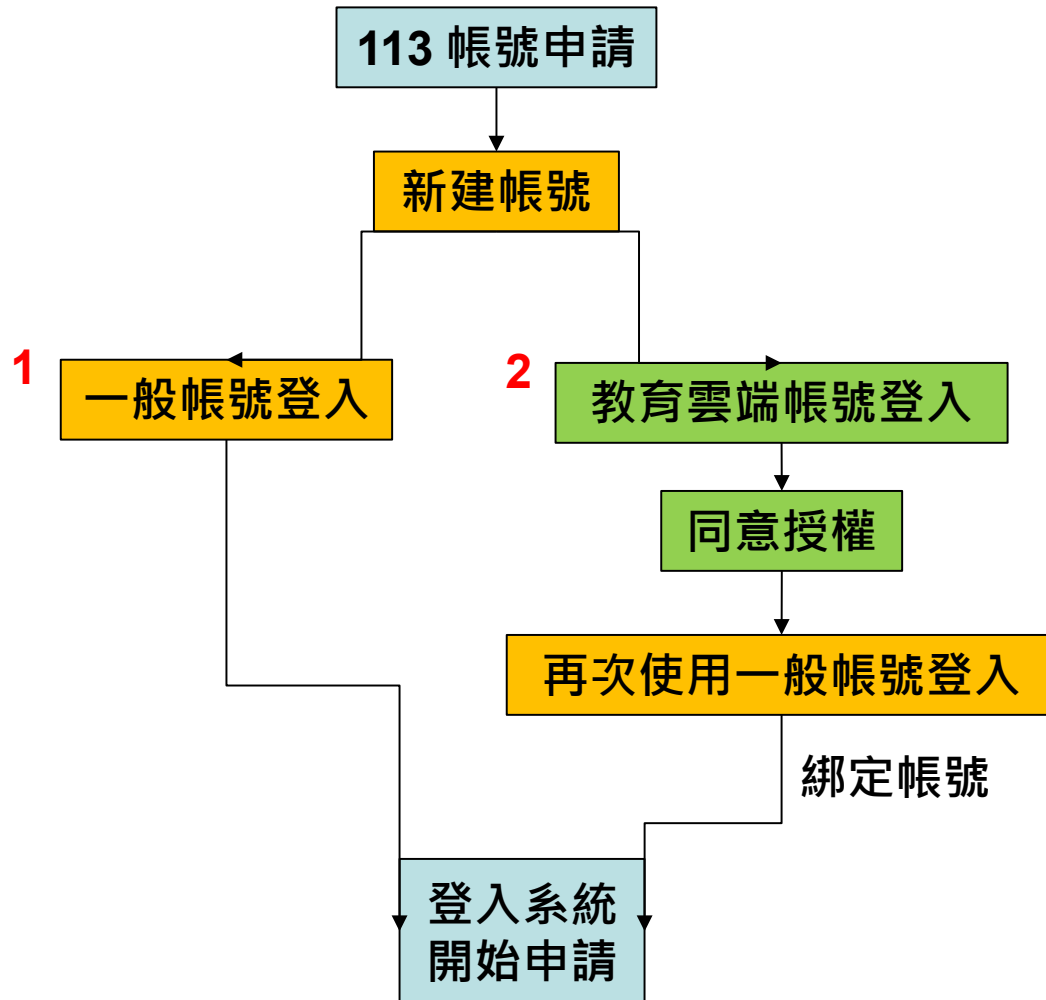 113 帳號申請
新建帳號
1
一般帳號登入
2
教育雲端帳號登入
同意授權
再次使用一般帳號登入
綁定帳號
登入系統
開始申請